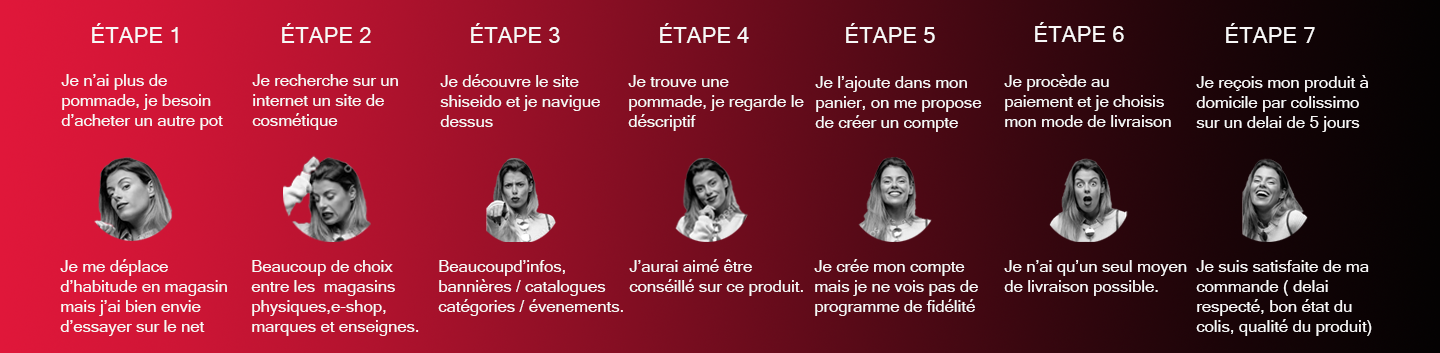 ÉTAPE 1
Je n'ai plus de
pommade, je besoin
d'acheter un autre pot
Je me déplace
d'habitude en magasin
mais j'ai bien envie
d'essayer sur le net
ÉTAPE 2
Je recherche sur un
internet un site de
cosmétique
Beaucoup de choix
entre les magasins
physiques,e-shop,
marques et enseignes.
ÉTAPE 3
Je découvre le site
shiseido et je navigue
dessus
Beaucoupd'infos,
bannières / catalogues
catégories / évenements.
ÉTAPE 4
Je trouve une
pommade, je regarde le
déscriptif
J'aurai aimé être
conséillé sur ce produit.
ÉTAPE 5
Je l'ajoute dans mon
panier, on me propose
de créer un compte
Je crée mon compte
mais je ne vois pas de
programme de fidélité
ÉTAPE 6
Je procède au
paiement et je choisis
mon mode de livraison
Je n'ai qu'un seul moyen
de livraison possible.
ÉTAPE 7
Je reçois mon produit à
domicile par colissimo
sur un delai de 5 jours
Je suis satisfaite de ma
commande ( delai
respecté, bon état du
colis, qualité du produit)